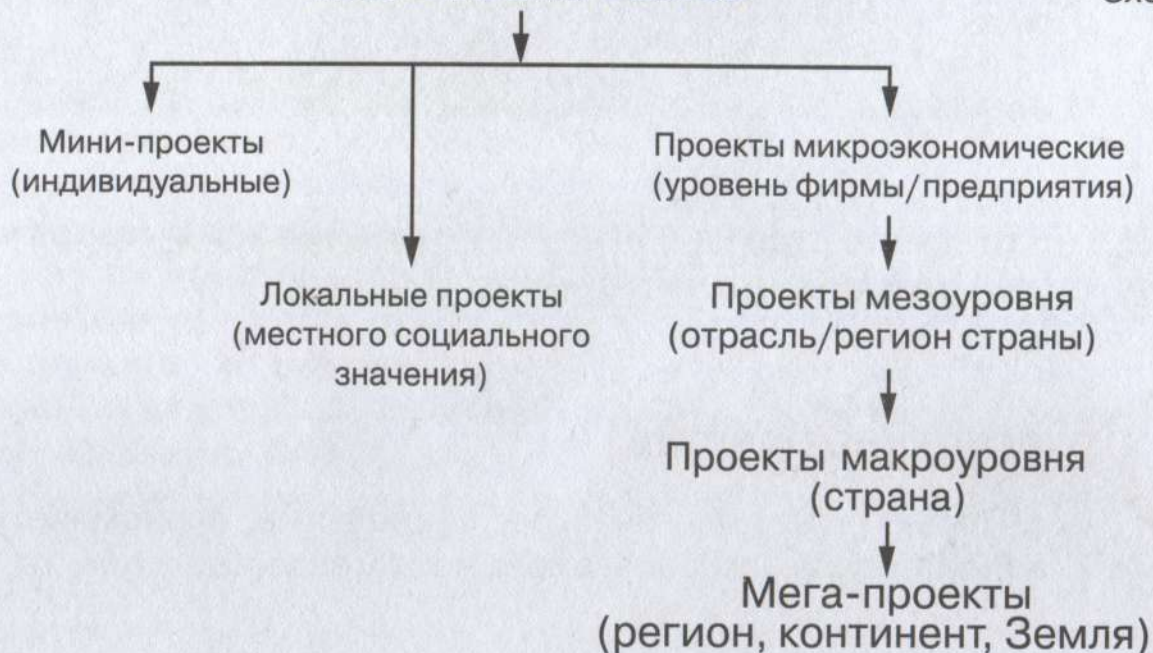 Мини-проекты
(индивидуальные)
Проекты микроэкономические
(уровень фирмы/предприятия)
Локальные проекты
(местного социального
значения)
Проекты мезоуровня
(отрасль/регион страны)
Проекты макроуровня
(страна)
Мега-проекты
(регион, континент, Земля)